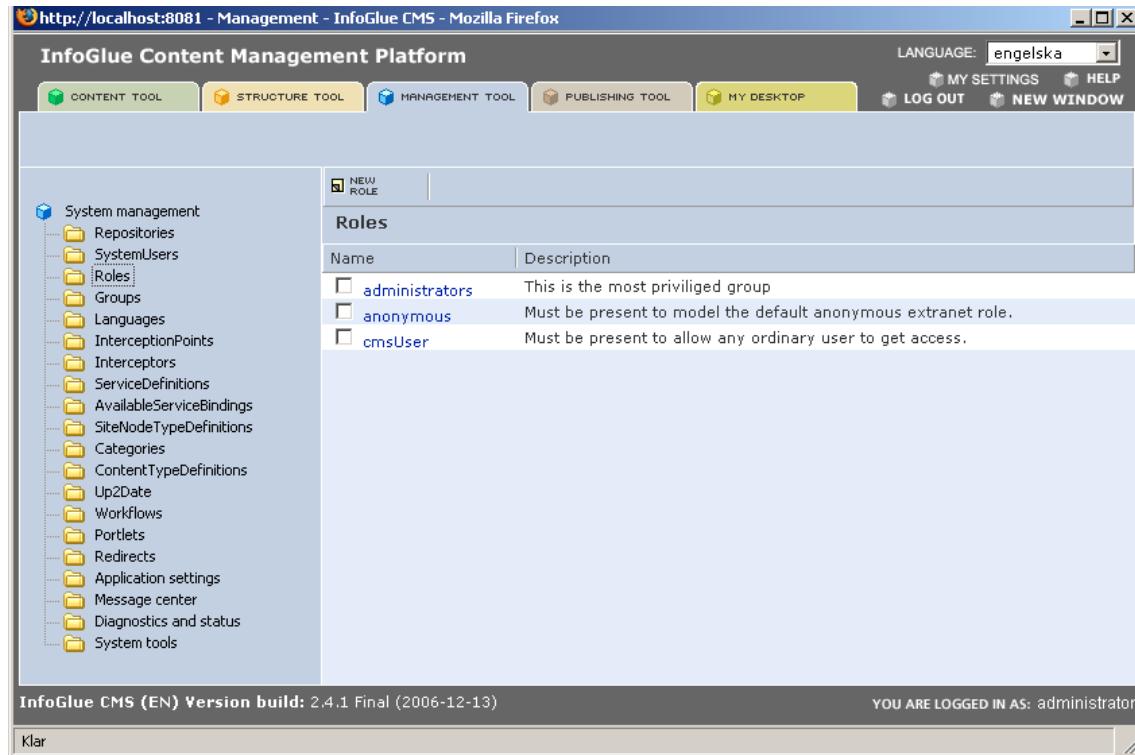 http://localhost:8081 - Management - InfoGlue CMS - Mozilla Firefox
InfoGlue Content Management Platform
LANGUAGE: engelska
MY SETTINGS HELP
LOG OUT NEW WINDOW
CONTENT TOOL STRUCTURE TOOL MANAGEMENT TOOL PUBLISHING TOOL MY DESKTOP
NEW
ROLE
System management
Repositories
SystemUsers
Roles
Groups
Languages
InterceptionPoints
Interceptors
ServiceDefinitions
AvailableServiceBindings
SiteNodeTypeDefinitions
Categories
ContentTypeDefinitions
Up2Date
Workflows
Portlets
Redirects
Application settings
Message center
Diagnostics and status
System tools
Roles
Name Description
administrators This is the most priviliged group
anonymous Must be present to model the default anonymous extranet role.
cmsUser Must be present to allow any ordinary user to get access.
InfoGlue CMS (EN) Version build: 2.4.1 Final (2006-12-13)
YOU ARE LOGGED IN AS: administrator
Klar